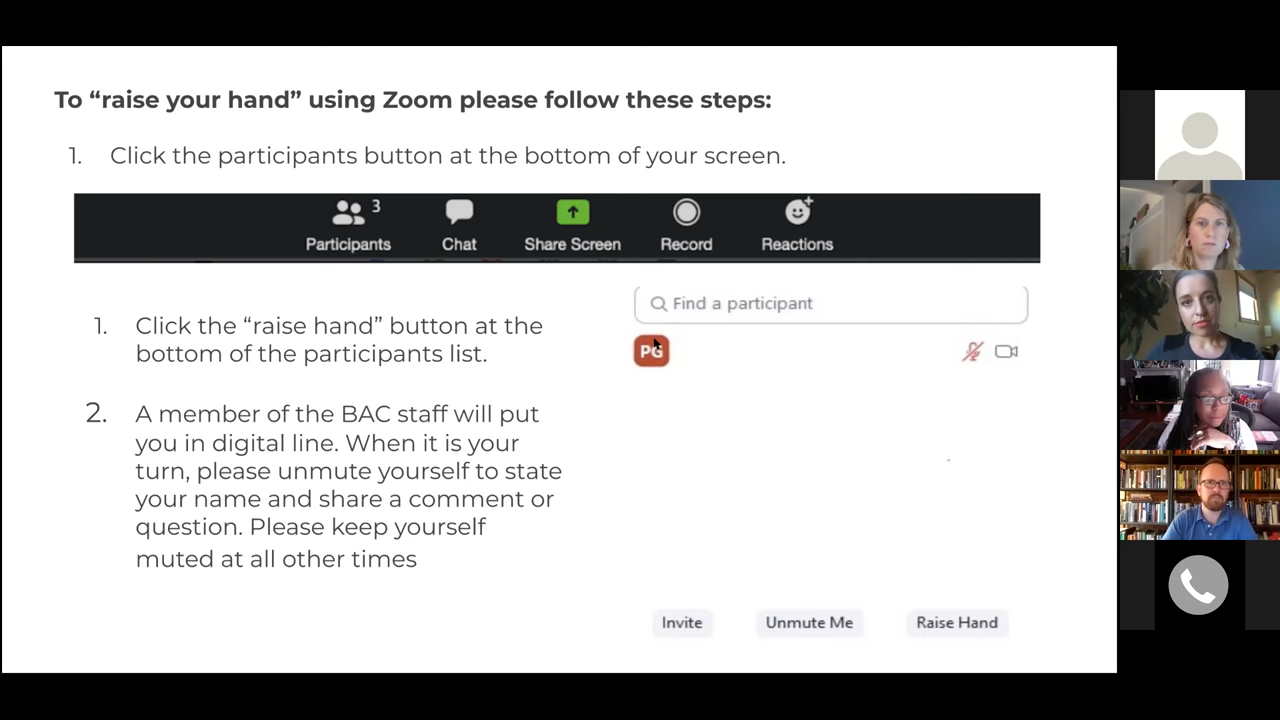 To “raise your hand” using Zoom please follow these steps:
1. Click the participants button at the bottom of your screen.
3
Participants Chat Share Screen Record Reactions
1. Click the “raise hand” button at the
bottom of the participants list.
2. A member of the BAC staff will put
you in digital line. When it is your
turn, please unmute yourself to state
your name and share a comment or
question. Please keep yourself
muted at all other times
Find a participant
PG
Invite Unmute Me Raise Hand